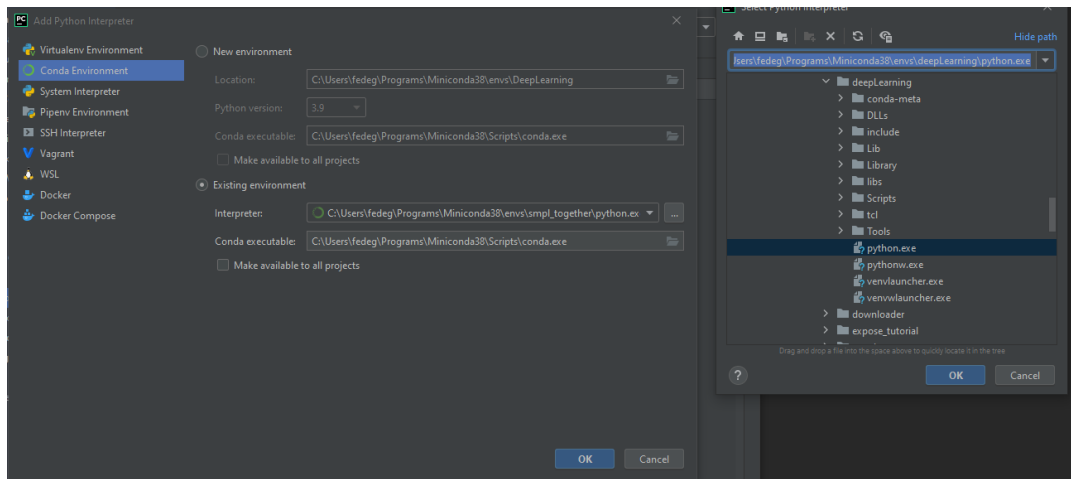 Add Python Interpreter
Virtualenv Environment
Conda Environment
System Interpreter
Pipenv Environment
SSH Interpreter
Vagrant
WSL
Docker
Docker Compose
New environment
Location: C:\Users\fedeg\Programs\Miniconda38\envs\DeepLearning
Python version: 3.9
Conda executable: C:\Users\fedeg\Programs\Miniconda38\Scripts\conda.exe
Make available to all projects
Existing environment
Interpreter: C:\Users\fedeg\Programs\Miniconda38\envs\smpl_together\python.ex ...
Conda executable: C:\Users\fedeg\Programs\Miniconda38\Scripts\conda.exe
Make available to all projects
OK Cancel
Select Python Interpreter
Hide path
Jsers\fedeg\Programs\Miniconda38\envs\deepLearning\python.exe
deepLearning
conda-meta
DLLs
include
Lib
Library
libs
Scripts
tcl
Tools
python.exe
pythonw.exe
venvlauncher.exe
venvwlauncher.exe
downloader
expose_tutorial
Drag and drop a file into the space above to quickly locate it in the tree
? OK Cancel